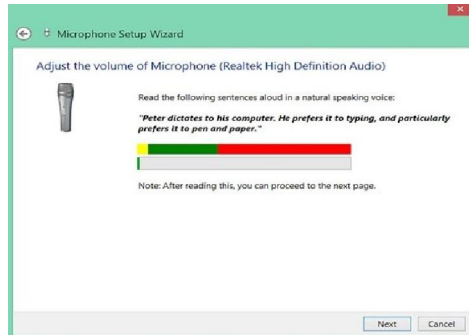 Microphone Setup Wizard
Adjust the volume of Microphone (Realtek High Definition Audio)
Read the following sentences aloud in a natural speaking voice:
"Peter dictates to his computer. He prefers it to typing, and particularly
prefers it to pen and paper."
Note: After reading this, you can proceed to the next page.
Next Cancel